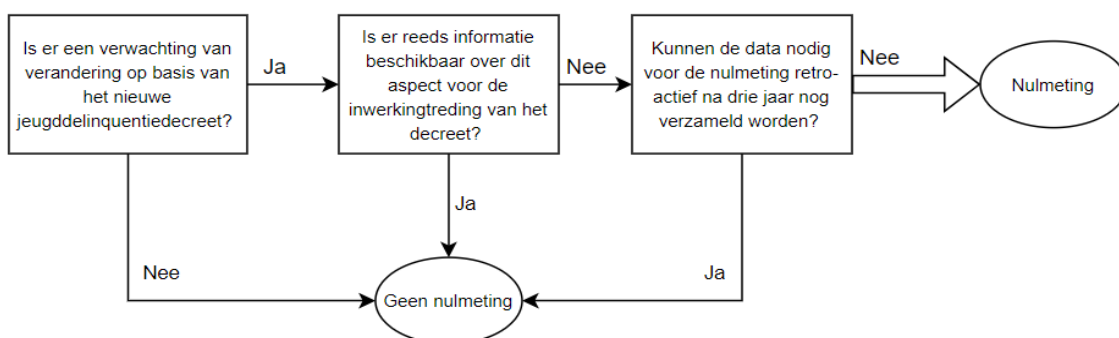 Is er een verwachting van
verandering op basis van
het nieuwe
jeugddelinquentiedecreet?
Ja
Is er reeds informatie
beschikbaar over dit
aspect voor de
inwerkingtreding van het
decreet?
Nee
Kunnen de data nodig
voor de nulmeting retro-
actief na drie jaar nog
verzameld worden?
Nee
Nulmeting
Ja
Nee
Ja
Geen nulmeting